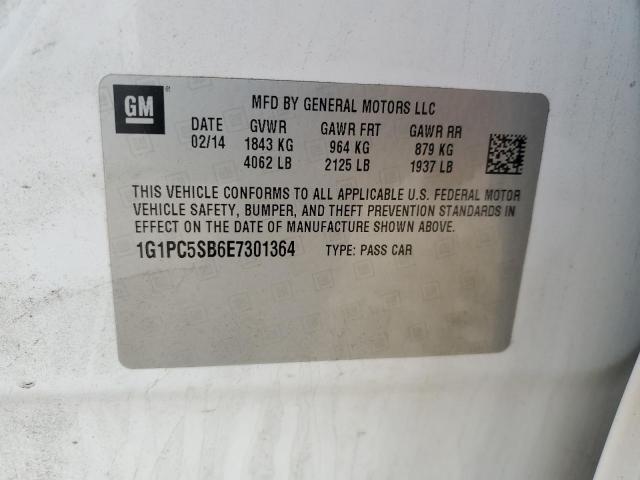 GM
MFD BY GENERAL MOTORS LLC
DATE GVWR GAWR FRT GAWR RR
02/14 1843 KG 964 KG 879 KG
4062 LB 2125 LB 1937 LB
THIS VEHICLE CONFORMS TO ALL APPLICABLE U.S. FEDERAL MOTOR
VEHICLE SAFETY, BUMPER, AND THEFT PREVENTION STANDARDS IN
EFFECT ON THE DATE OF MANUFACTURE SHOWN ABOVE.
1G1PC5SB6E7301364 TYPE: PASS CAR